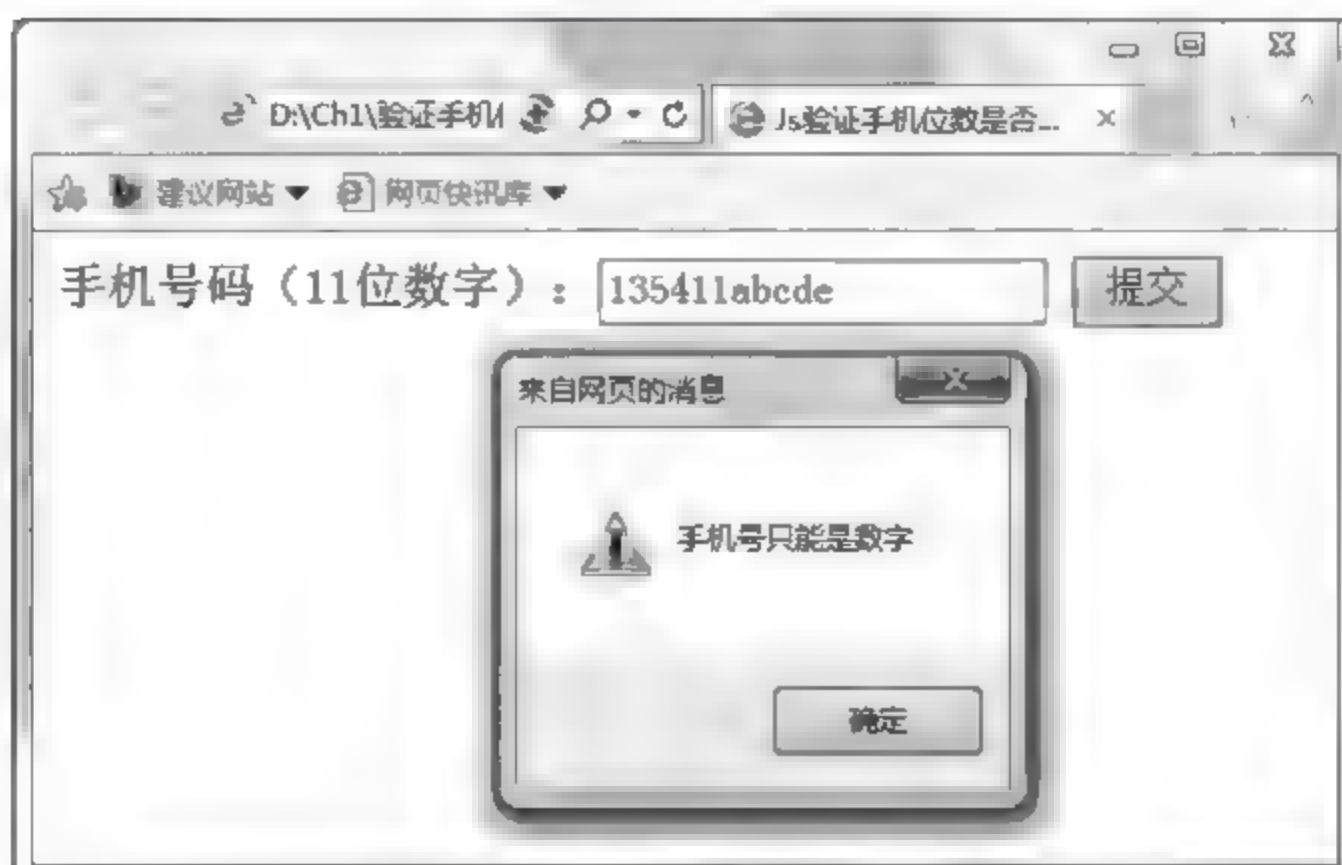 D:\Ch1\验证手机 Js验证手机位数是否... ×
建议网站 ▼ 网页快讯库 ▼
手机号码（11位数字）： 135411abcde 提交
来自网页的消息
手机号只能是数字
确定